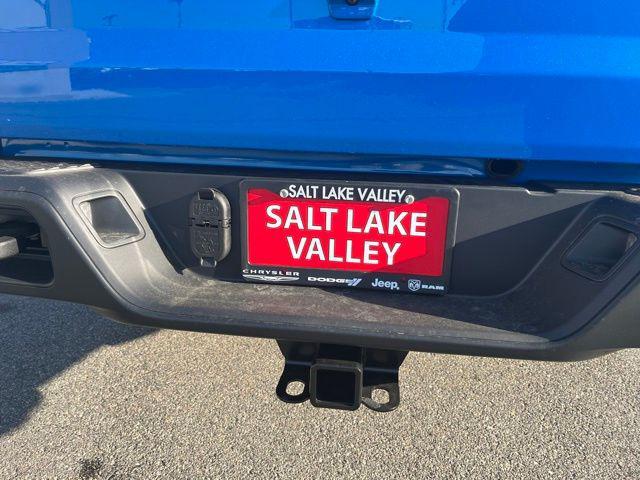 SALT LAKE VALLEY
SALT LAKE
VALLEY
CHRYSLER DODGE Jeep RAM